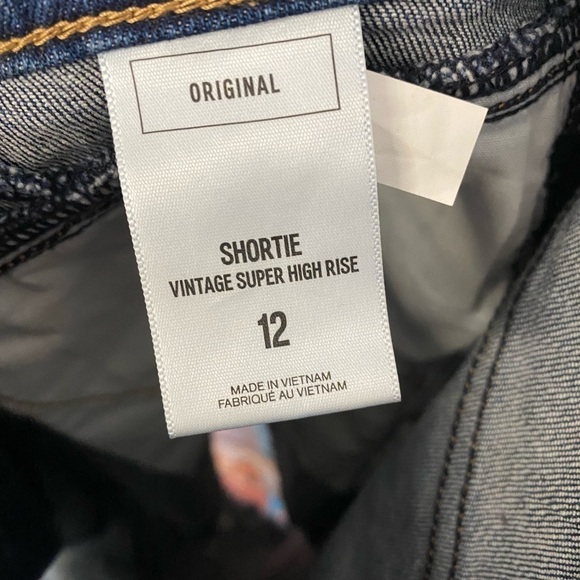 ORIGINAL
SHORTIE
VINTAGE SUPER HIGH RISE
12
MADE IN VIETNAM
FABRIQUÉ AU VIETNAM